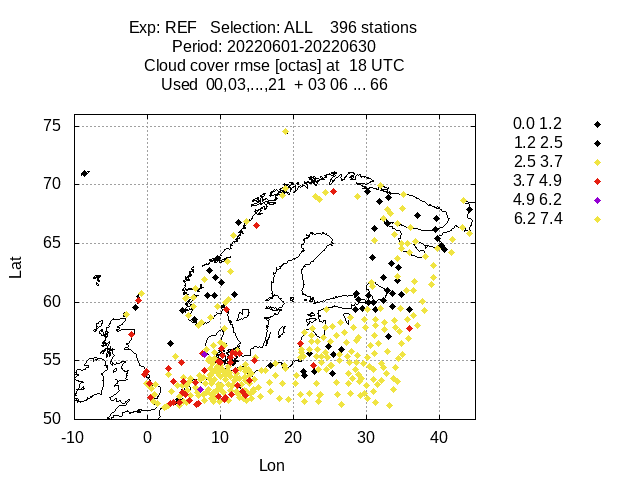 Exp: REF   Selection: ALL    396 stations
Period: 20220601-20220630
Cloud cover rmse [octas] at  18 UTC
Used  00,03,...,21  + 03 06 ... 66
0.0 1.2
1.2 2.5
2.5 3.7
3.7 4.9
4.9 6.2
6.2 7.4
75
70
65
60
55
50
Lat
-10 0 10 20 30 40
Lon